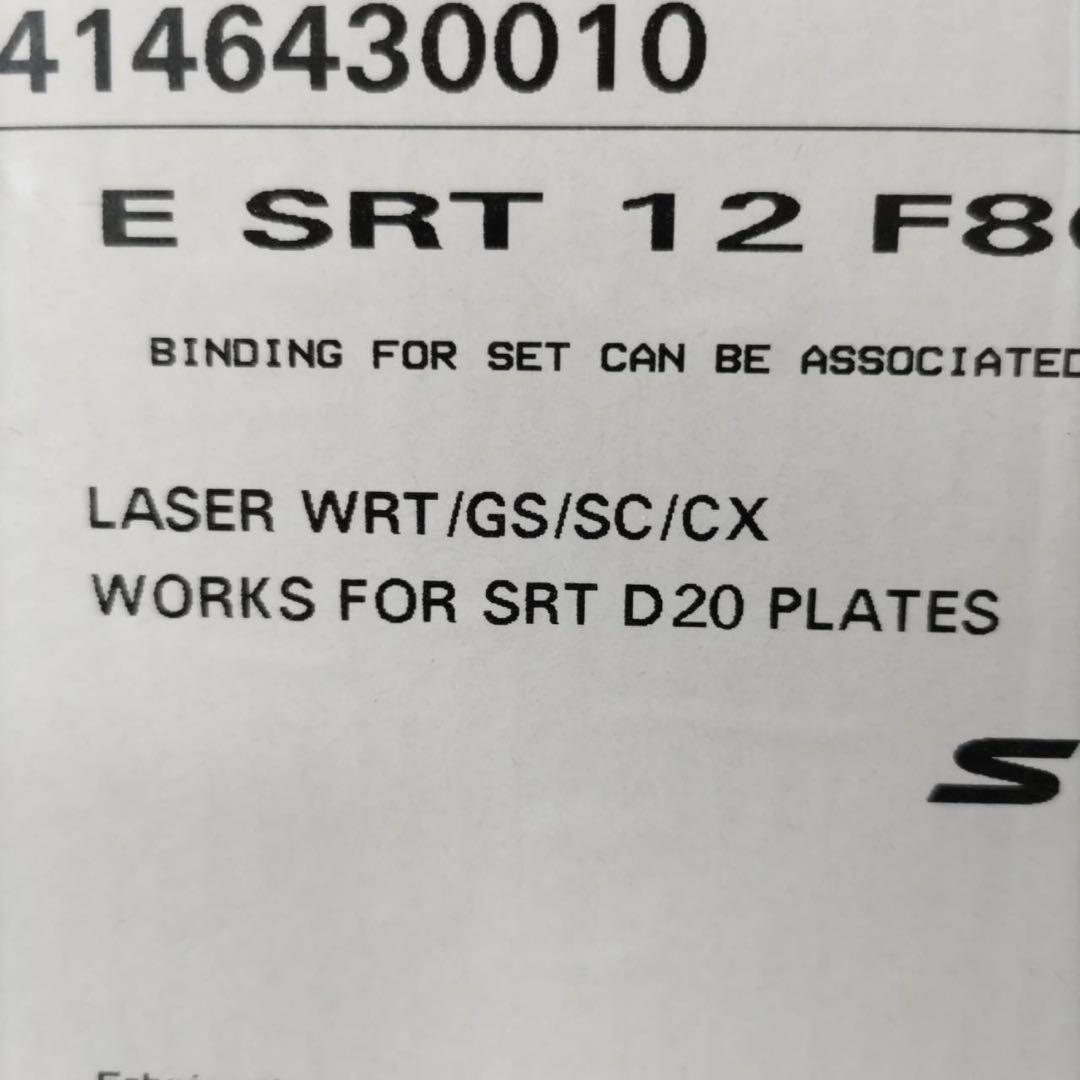 4146430010
E SRT 12 F8
BINDING FOR SET CAN BE ASSOCIATED
LASER WRT/GS/SC/CX
WORKS FOR SRT D20 PLATES
S